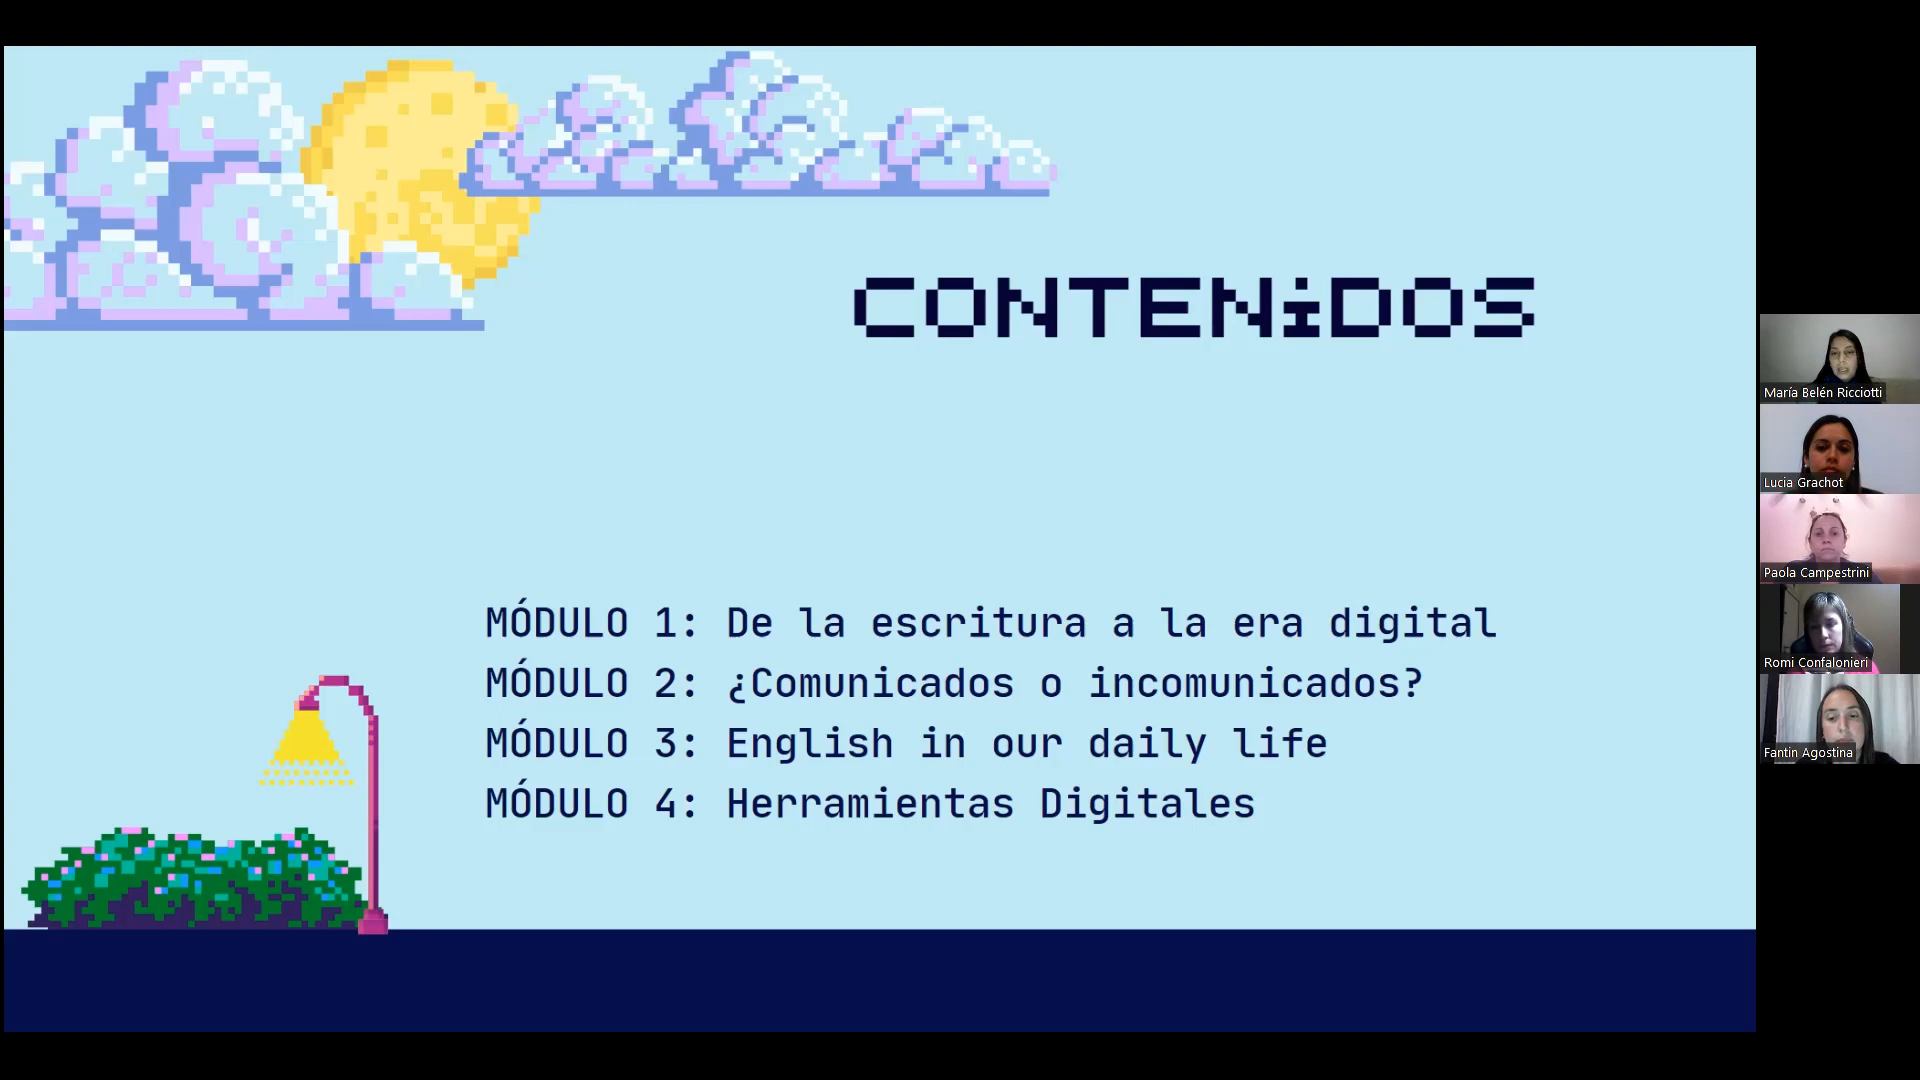 CONTENiDOS
MÓDULO 1: De la escritura a la era digital
MÓDULO 2: ¿Comunicados o incomunicados?
MÓDULO 3: English in our daily life
MÓDULO 4: Herramientas Digitales
María Belén Ricciotti
Lucia Grachot
Paola Campestrini
Romi Confalonieri
Fantin Agostina